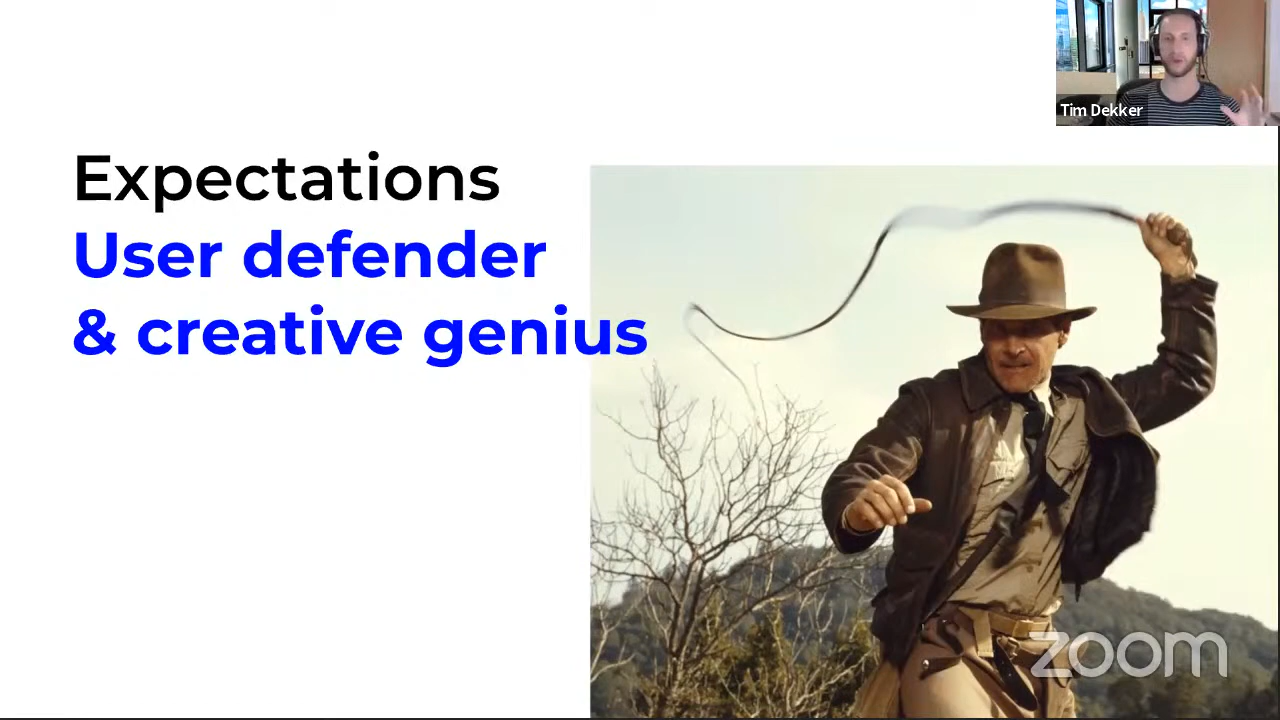 Tim Dekker
Expectations
User defender
& creative genius
zoom